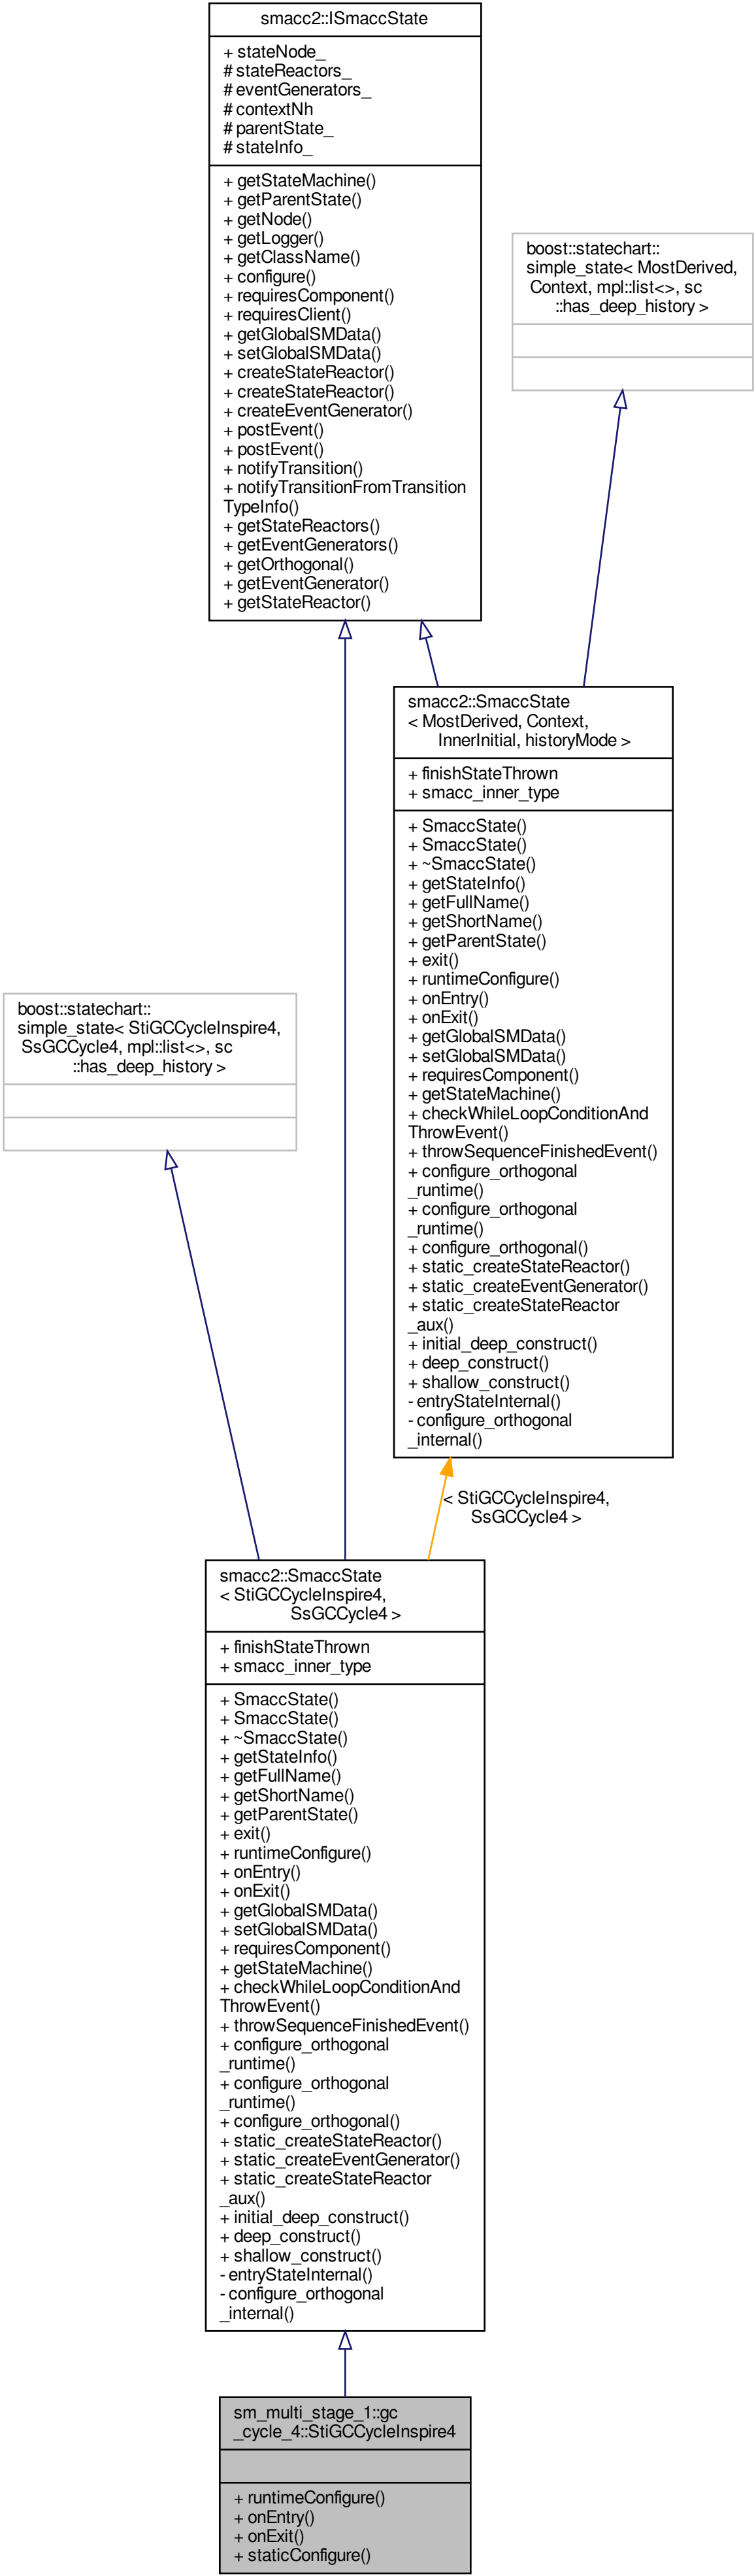 smacc2::ISmaccState
+ stateNode_
# stateReactors_
# eventGenerators_
# contextNh
# parentState_
# stateInfo_
+ getStateMachine()
+ getParentState()
+ getNode()
+ getLogger()
+ getClassName()
+ configure()
+ requiresComponent()
+ requiresClient()
+ getGlobalSMData()
+ setGlobalSMData()
+ createStateReactor()
+ createStateReactor()
+ createEventGenerator()
+ postEvent()
+ postEvent()
+ notifyTransition()
+ notifyTransitionFromTransition
TypeInfo()
+ getStateReactors()
+ getEventGenerators()
+ getOrthogonal()
+ getEventGenerator()
+ getStateReactor()
boost::statechart::
simple_state< MostDerived,
Context, mpl::list<>, sc
::has_deep_history >
smacc2::SmaccState
< MostDerived, Context,
InnerInitial, historyMode >
+ finishStateThrown
+ smacc_inner_type
+ SmaccState()
+ SmaccState()
+ ~SmaccState()
+ getStateInfo()
+ getFullName()
+ getShortName()
+ getParentState()
+ exit()
+ runtimeConfigure()
+ onEntry()
+ onExit()
+ getGlobalSMData()
+ setGlobalSMData()
+ requiresComponent()
+ getStateMachine()
+ checkWhileLoopConditionAnd
ThrowEvent()
+ throwSequenceFinishedEvent()
+ configure_orthogonal
_runtime()
+ configure_orthogonal
_runtime()
+ configure_orthogonal()
+ static_createStateReactor()
+ static_createEventGenerator()
+ static_createStateReactor
_aux()
+ initial_deep_construct()
+ deep_construct()
+ shallow_construct()
- entryStateInternal()
- configure_orthogonal
_internal()
boost::statechart::
simple_state< StiGCCycleInspire4,
SsGCCycle4, mpl::list<>, sc
::has_deep_history >
< StiGCCycleInspire4,
SsGCCycle4 >
smacc2::SmaccState
< StiGCCycleInspire4,
SsGCCycle4 >
+ finishStateThrown
+ smacc_inner_type
+ SmaccState()
+ SmaccState()
+ ~SmaccState()
+ getStateInfo()
+ getFullName()
+ getShortName()
+ getParentState()
+ exit()
+ runtimeConfigure()
+ onEntry()
+ onExit()
+ getGlobalSMData()
+ setGlobalSMData()
+ requiresComponent()
+ getStateMachine()
+ checkWhileLoopConditionAnd
ThrowEvent()
+ throwSequenceFinishedEvent()
+ configure_orthogonal
_runtime()
+ configure_orthogonal
_runtime()
+ configure_orthogonal()
+ static_createStateReactor()
+ static_createEventGenerator()
+ static_createStateReactor
_aux()
+ initial_deep_construct()
+ deep_construct()
+ shallow_construct()
- entryStateInternal()
- configure_orthogonal
_internal()
sm_multi_stage_1::gc
_cycle_4::StiGCCycleInspire4
+ runtimeConfigure()
+ onEntry()
+ onExit()
+ staticConfigure()